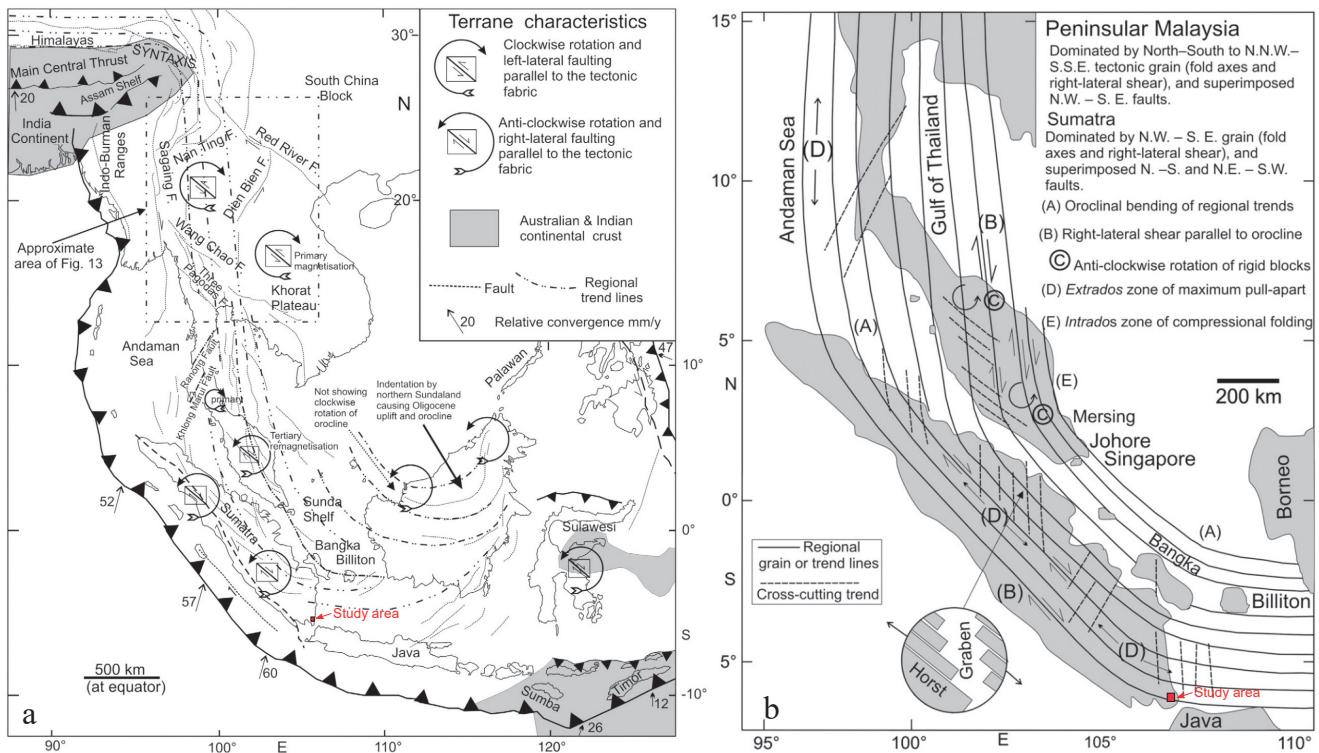 30°
N
20°
10°
0°
S
-10°
90°
100°
E
110°
120°
Himalayas
SYNTAXIS
Main Central Thrust
Assam Shelf
20
India
Continent
Indo-Burman
Ranges
Sagaing F.
Nan Ting F.
South China
Block
Red River F.
Dien Bien F.
Wang Chao F.
Three
Pagodas F.
Primary
magnetisation
Khorat
Plateau
Approximate
area of Fig. 13
Andaman
Sea
Ranong Fault
Khlong Marui Fault
primary
Tertiary
remagnetisation
Not showing
clockwise
rotation of
orocline
Indentation by
northern Sundaland
causing Oligocene
uplift and orocline
Palawan
47
52
Sumatra
Sunda
Shelf
Bangka
Billiton
Sulawesi
57
Study area
Java
60
500 km
(at equator)
Sumba
Timor
12
26
a
Terrane characteristics
Clockwise rotation and
left-lateral faulting
parallel to the tectonic
fabric
Anti-clockwise rotation and
right-lateral faulting
parallel to the tectonic
fabric
Australian & Indian
continental crust
Fault
Regional
trend lines
20
Relative convergence mm/y
15°
10°
5°
N
0°
S
5°
95°
100°
E
105°
110°
Peninsular Malaysia
Dominated by North–South to N.N.W.–
S.S.E. tectonic grain (fold axes and
right-lateral shear), and superimposed
N.W. – S. E. faults.
Sumatra
Dominated by N.W. – S. E. grain (fold
axes and right-lateral shear), and
superimposed N. –S. and N.E. – S.W.
faults.
(A) Oroclinal bending of regional trends
(B) Right-lateral shear parallel to orocline
© Anti-clockwise rotation of rigid blocks
(D) Extrados zone of maximum pull-apart
(E) Intrados zone of compressional folding
200 km
Andaman Sea
(D)
Gulf of Thailand
(B)
©
(A)
(E)
©
Mersing
Johore
Singapore
Borneo
(D)
(A)
Bangka
Billiton
(B)
(D)
Regional
grain or trend lines
Cross-cutting trend
Horst
Graben
Study area
Java
b